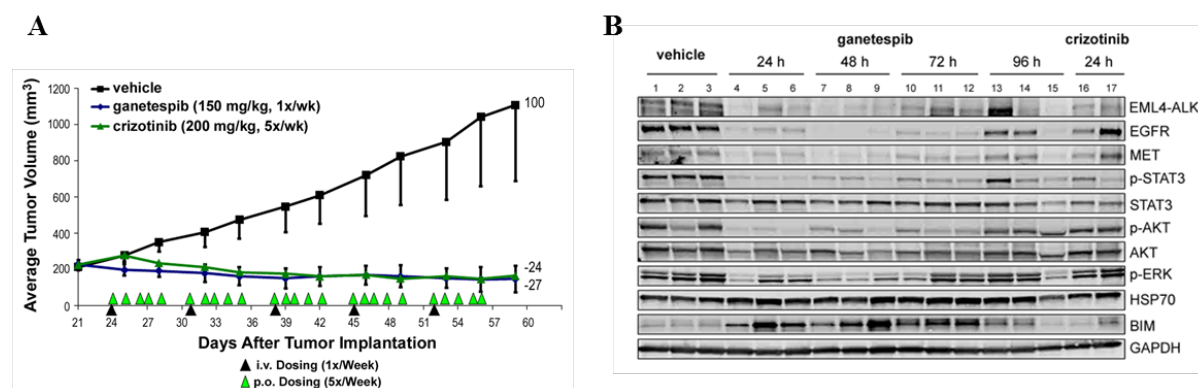 A
Average Tumor Volume (mm³)
1200
1000
800
600
400
200
0
vehicle
ganetespib (150 mg/kg, 1x/wk)
crizotinib (200 mg/kg, 5x/wk)
100
-24
-27
21 24 27 30 33 36 39 42 45 48 51 54 57 60
Days After Tumor Implantation
i.v. Dosing (1x/Week)
p.o. Dosing (5x/Week)
B
ganetespib crizotinib
vehicle 24 h 48 h 72 h 96 h 24 h
1 2 3 4 5 6 7 8 9 10 11 12 13 14 15 16 17
EML4-ALK
EGFR
MET
p-STAT3
STAT3
p-AKT
AKT
p-ERK
HSP70
BIM
GAPDH